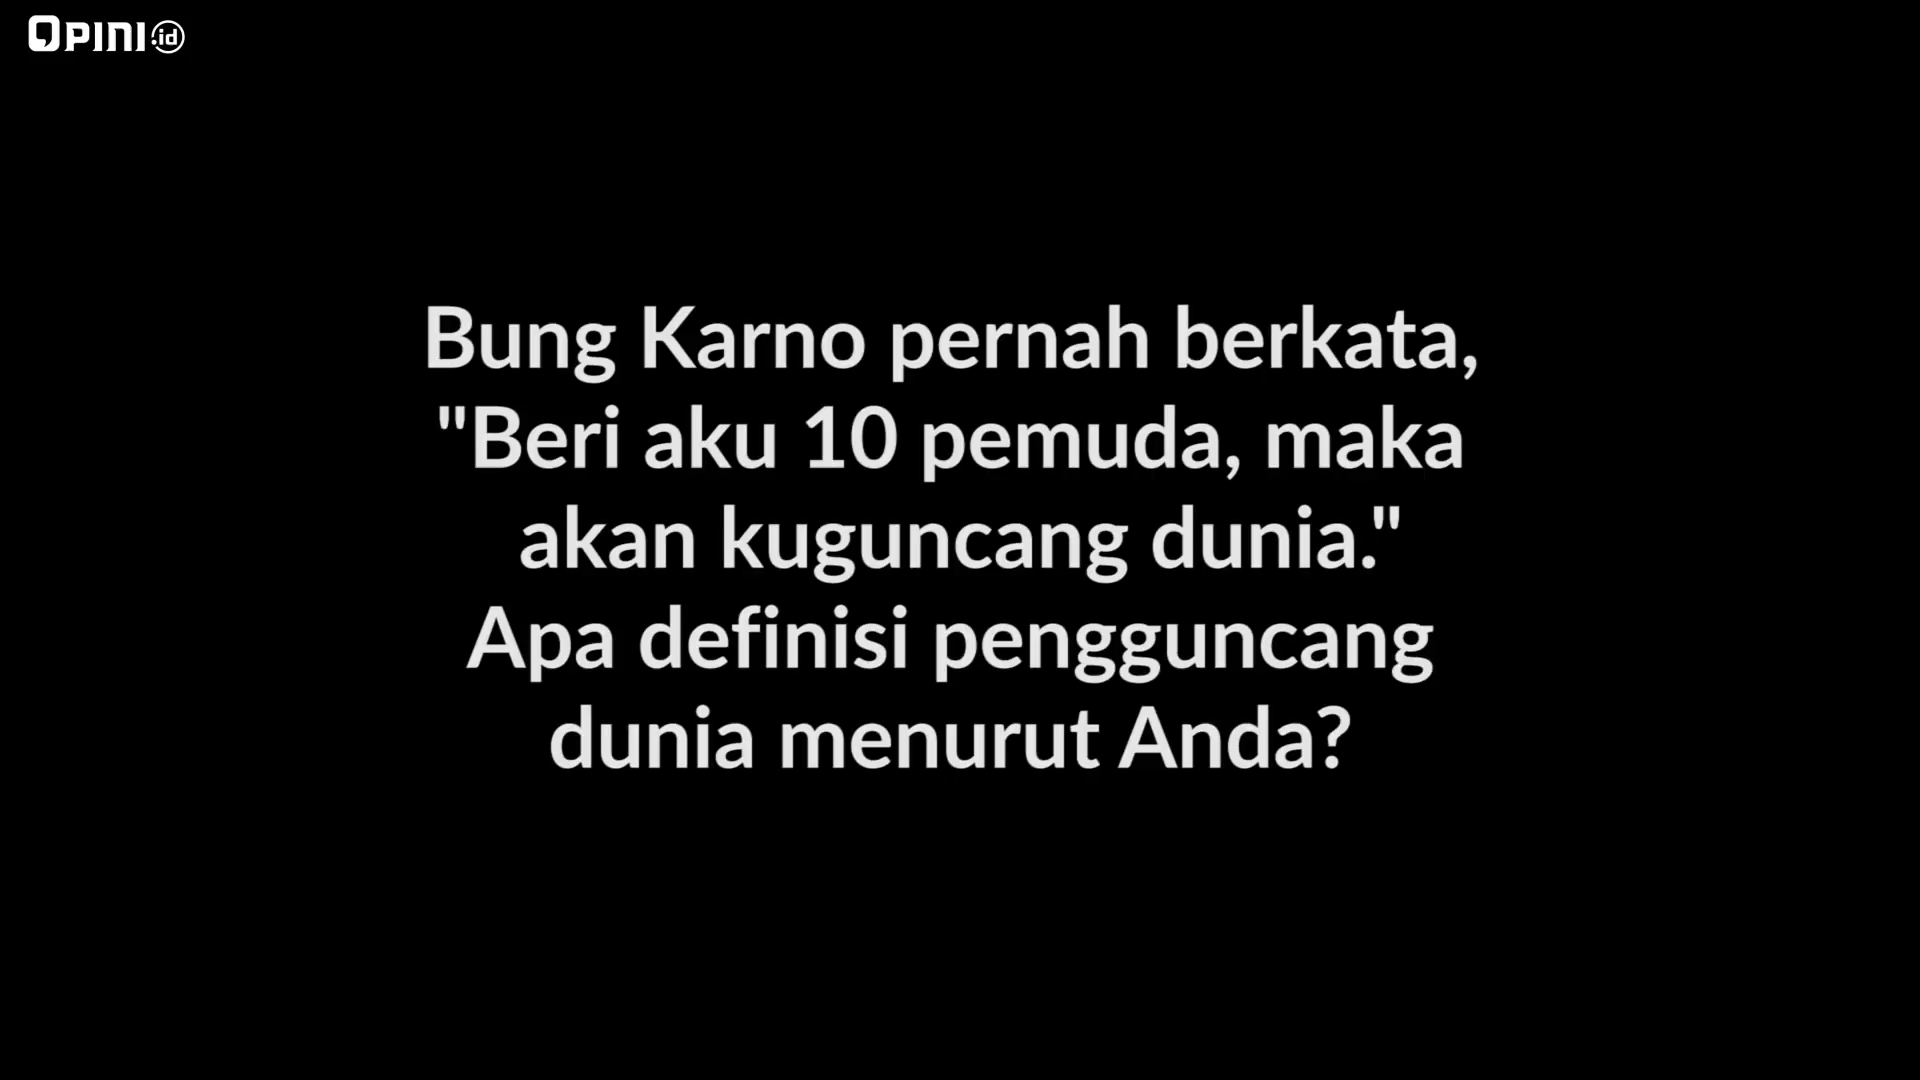 OPINI.id
Bung Karno pernah berkata,
"Beri aku 10 pemuda, maka
akan kuguncang dunia."
Apa definisi pengguncang
dunia menurut Anda?